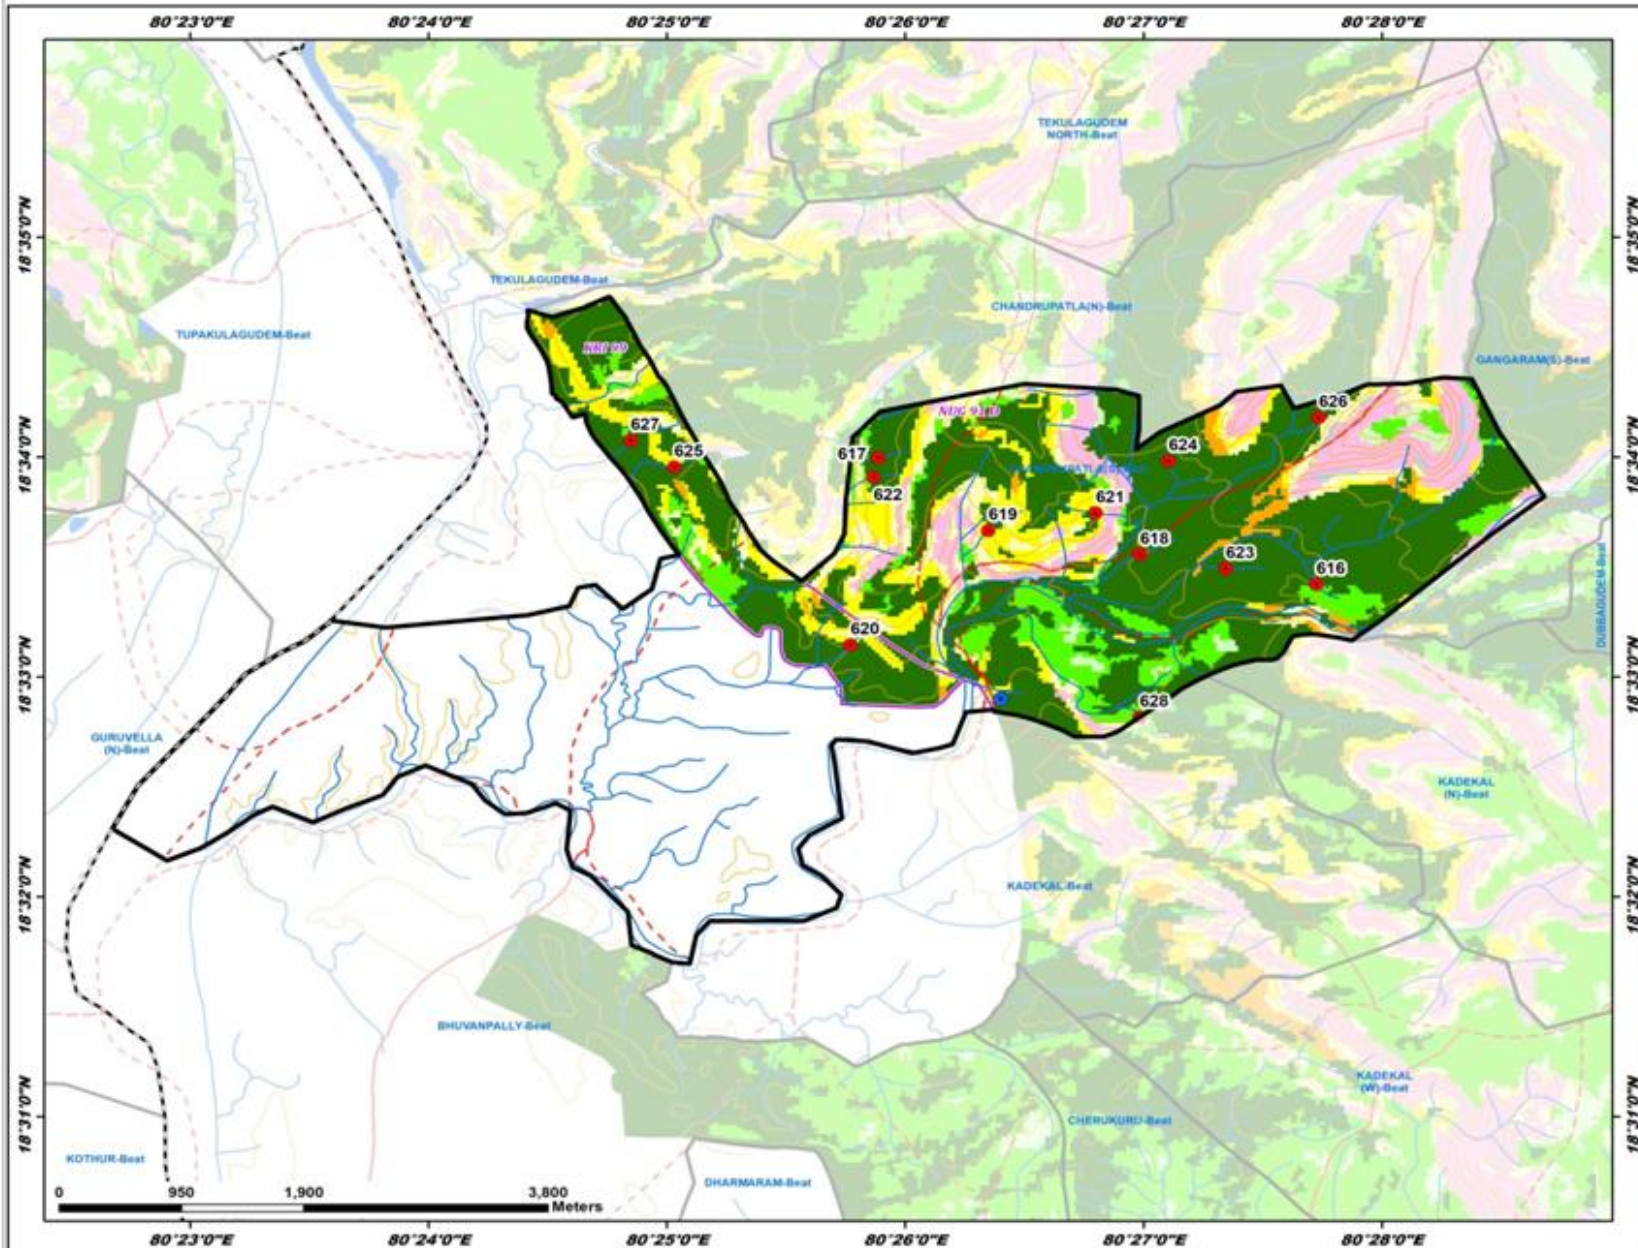 80°23'0"E 80°24'0"E 80°25'0"E 80°26'0"E 80°27'0"E 80°28'0"E
TEKULAGUDEM
NORTH-Beat
18°35'0"N 18°35'0"N
TEKULAGUDEM-Beat
TUPAKULAGUDEM-Beat
CHANDRUPATLA(N)-Beat
GANGARAM(S)-Beat
NUG 91 D
626
627
625
617
624
18°34'0"N 18°34'0"N
622
621
619
618
623
616
DUBBAGUDEM-Beat
620
628
18°33'0"N 18°33'0"N
GURUVELLA
(N)-Beat
KADEKAL
(N)-Beat
KADEKAL-Beat
18°32'0"N 18°32'0"N
BHUVANPALLY-Beat
KADEKAL
(W)-Beat
CHERUKURU-Beat
18°31'0"N 18°31'0"N
KOTHUR-Beat
DHARMARAM-Beat
0 950 1,900 3,800
Meters
80°23'0"E 80°24'0"E 80°25'0"E 80°26'0"E 80°27'0"E 80°28'0"E